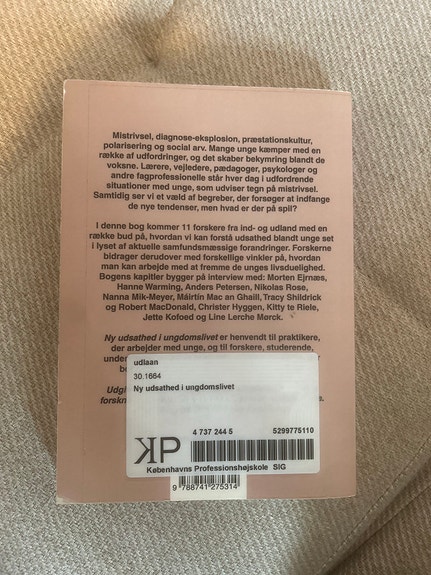 Mistrivsel, diagnose-eksplosion, præstationskultur,
polarisering og social arv. Mange unge kæmper med en
række af udfordringer, og det skaber bekymring blandt de
voksne. Lærere, vejledere, pædagoger, psykologer og
andre fagprofessionelle står hver dag i udfordrende
situationer med unge, som udviser tegn på mistrivsel.
Samtidig ser vi et væld af begreber, der forsøger at indfange
de nye tendenser, men hvad er der på spil?
I denne bog kommer 11 forskere fra ind- og udland med en
række bud på, hvordan vi kan forstå udsathed blandt unge set
i lyset af aktuelle samfundsmæssige forandringer. Forskerne
bidrager derudover med forskellige vinkler på, hvordan
man kan arbejde med at fremme de unges livsduelighed.
Bogens kapitler bygger på interview med: Morten Ejrnæs,
Hanne Warming, Anders Petersen, Nikolas Rose,
Nanna Mik-Meyer, Máirtín Mac an Ghaill, Tracy Shildrick
og Robert MacDonald, Christer Hyggen, Kitty te Riele,
Jette Kofoed og Line Lerche Mørck.
Ny udsathed i ungdomslivet er henvendt til praktikere,
der arbejder med unge, og til forskere, studerende,
under
b
Udgi
forskn
udlaan
30.1664
Ny udsathed i ungdomslivet
4 737 244 5 5299775110
KP
Københavns Professionshøjskole SIG
9 788741 275314